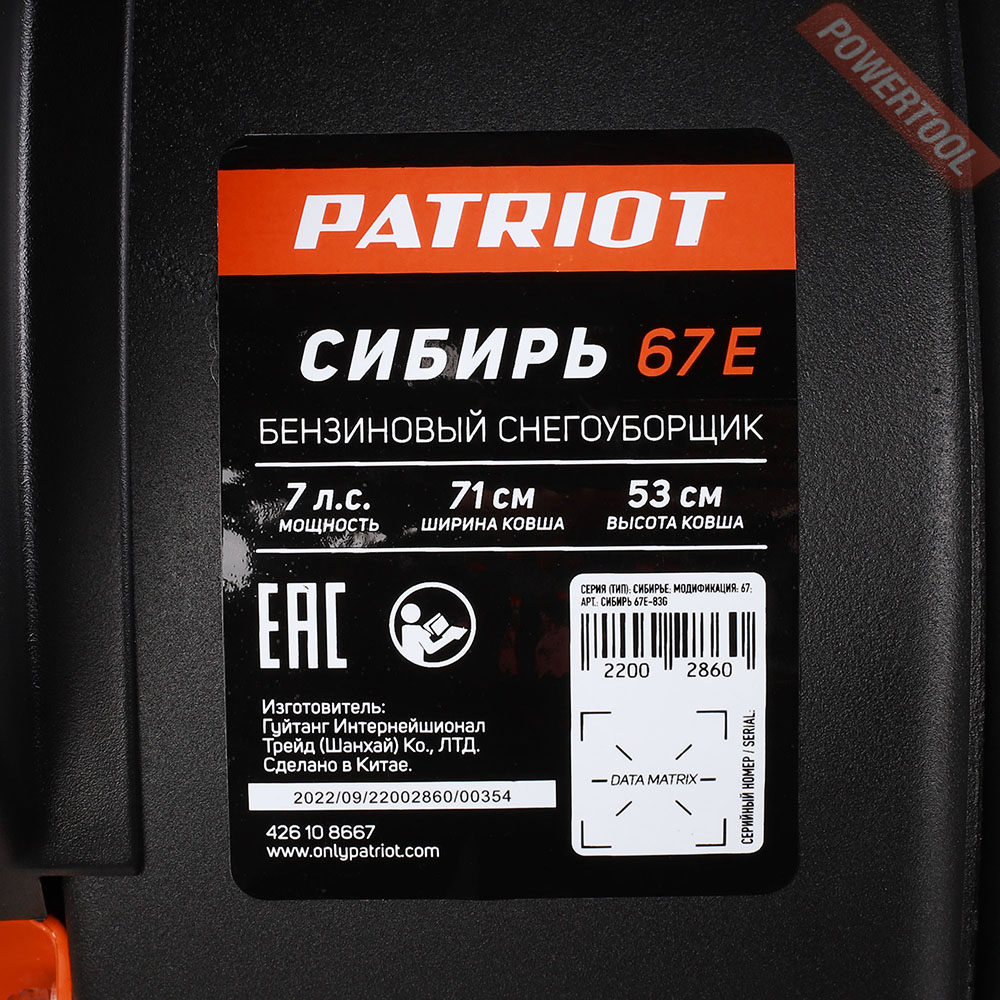 POWERTOOL
PATRIOT
СИБИРЬ 67 E
БЕНЗИНОВЫЙ СНЕГОУБОРЩИК
7 л.с. 71 см 53 см
МОЩНОСТЬ ШИРИНА КОВША ВЫСОТА КОВША
EAC
СЕРИЯ (ТИП): СИБИРЬЕ; МОДИФИКАЦИЯ: 67;
АРТ.: СИБИРЬ 67Е-83G
2200 2860
Изготовитель:
Гуйтанг Интернейшионал
Трейд (Шанхай) Ко., ЛТД.
Сделано в Китае.
2022/09/22002860/00354
426 10 8667
www.onlypatriot.com
DATA MATRIX
СЕРИЙНЫЙ НОМЕР / SERIAL: